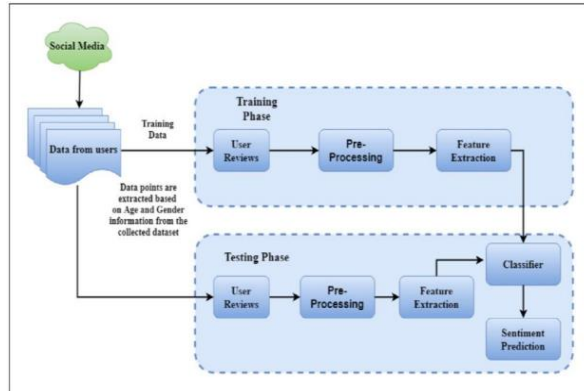 Social Media
Data from users
Training
Data
Data points are
extracted based
on Age and Gender
information from the
collected dataset
Training
Phase
User
Reviews
Pre-
Processing
Feature
Extraction
Testing Phase
User
Reviews
Pre-
Processing
Feature
Extraction
Classifier
Sentiment
Prediction